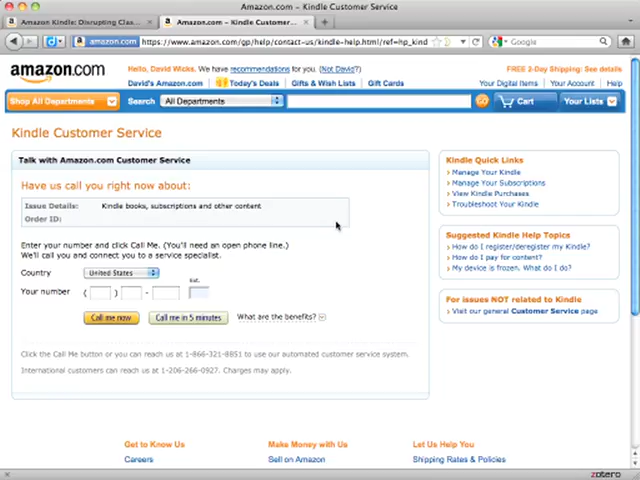 Amazon.com – Kindle Customer Service
Amazon Kindle: Disrupting Clas...
Amazon.com – Kindle Customer...
amazon.com
https://www.amazon.com/gp/help/contact-us/kindle-help.html/ref=hp_kind
Google
amazon.com
Hello, David Wicks. We have recommendations for you. (Not David?)
FREE 2-Day Shipping: See details
David's Amazon.com
Today's Deals
Gifts & Wish Lists
Gift Cards
Your Digital Items
Your Account
Help
Shop All Departments
Search
All Departments
GO
Cart
Your Lists
Kindle Customer Service
Talk with Amazon.com Customer Service
Have us call you right now about:
Issue Details: Kindle books, subscriptions and other content
Order ID:
Enter your number and click Call Me. (You'll need an open phone line.)
We'll call you and connect you to a service specialist.
Country United States
ext.
Your number ( ) - 
Call me now
Call me in 5 minutes
What are the benefits?
Click the Call Me button or you can reach us at 1-866-321-8851 to use our automated customer service system.
International customers can reach us at 1-206-266-0927. Charges may apply.
Kindle Quick Links
Manage Your Kindle
Manage Your Subscriptions
View Kindle Purchases
Troubleshoot Your Kindle
Suggested Kindle Help Topics
How do I register/deregister my Kindle?
How do I pay for content?
My device is frozen. What do I do?
For issues NOT related to Kindle
Visit our general Customer Service page
Get to Know Us
Careers
Make Money with Us
Sell on Amazon
Let Us Help You
Shipping Rates & Policies
zotero